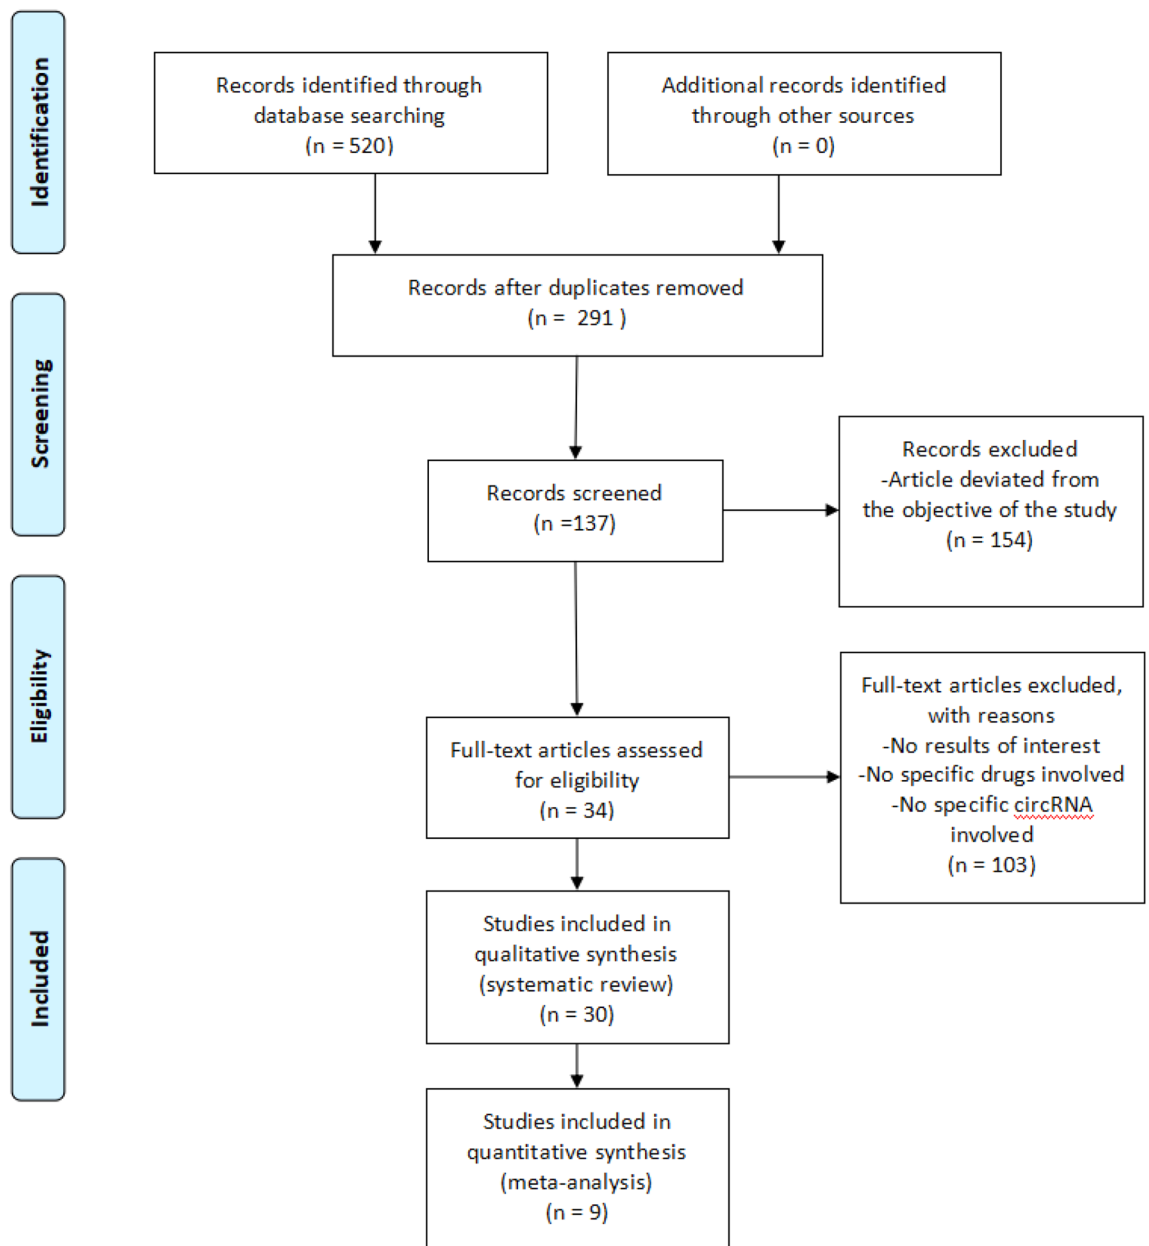 Identification
Records identified through
database searching
(n = 520)
Additional records identified
through other sources
(n = 0)
Records after duplicates removed
(n =  291 )
Screening
Records screened
(n =137)
Records excluded
-Article deviated from
the objective of the study
(n = 154)
Eligibility
Full-text articles assessed
for eligibility
(n = 34)
Full-text articles excluded,
with reasons
-No results of interest
-No specific drugs involved
-No specific circRNA
involved
(n = 103)
Included
Studies included in
qualitative synthesis
(systematic review)
(n = 30)
Studies included in
quantitative synthesis
(meta-analysis)
(n = 9)